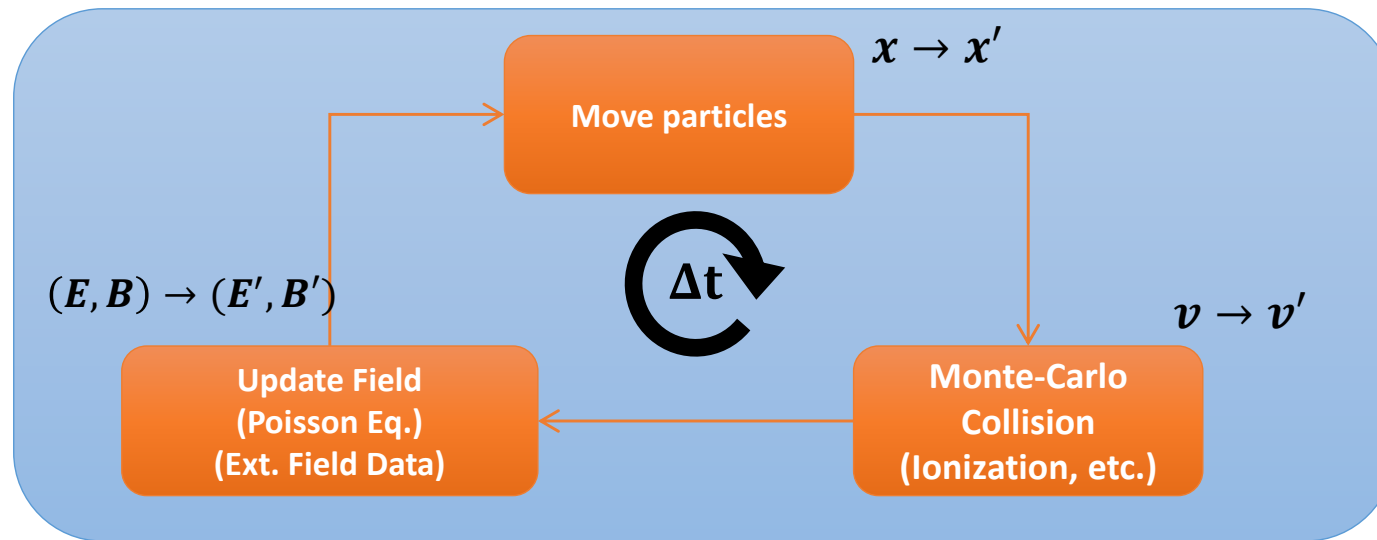 x → x′
Move particles
Δt
(E, B) → (E′, B′)
v → v′
Update Field
(Poisson Eq.)
(Ext. Field Data)
Monte-Carlo
Collision
(Ionization, etc.)